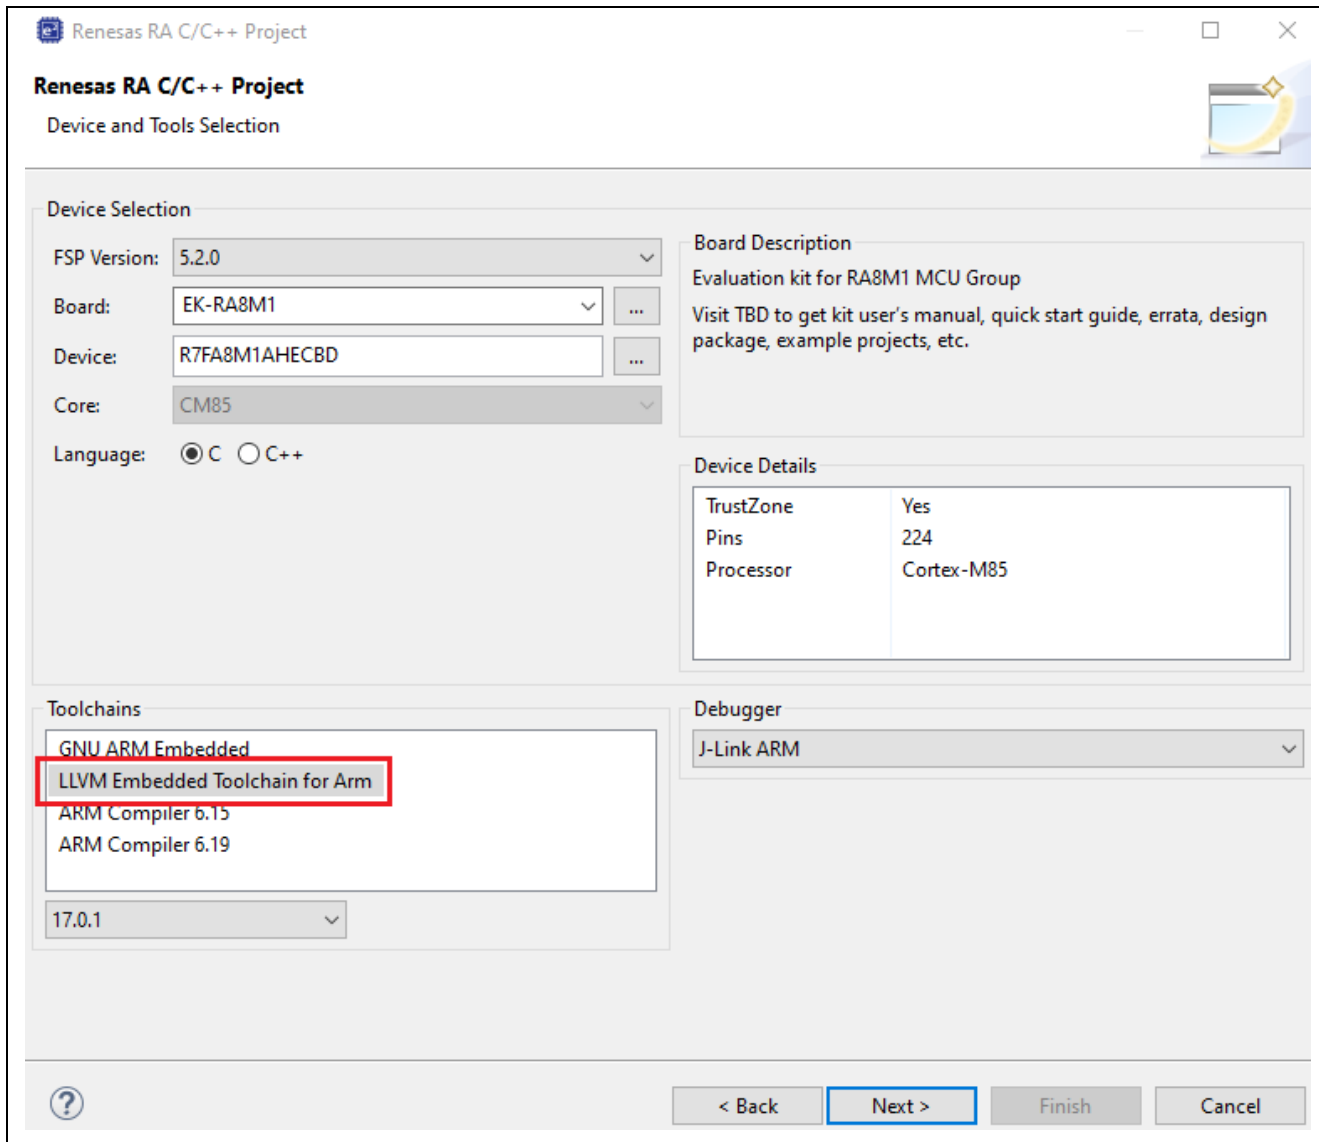 Renesas RA C/C++ Project
Renesas RA C/C++ Project
Device and Tools Selection
Device Selection
FSP Version: 5.2.0
Board: EK-RA8M1 ...
Device: R7FA8M1AHECBD ...
Core: CM85
Language: C C++
Board Description
Evaluation kit for RA8M1 MCU Group
Visit TBD to get kit user's manual, quick start guide, errata, design
package, example projects, etc.
Device Details
TrustZone Yes
Pins 224
Processor Cortex-M85
Toolchains
GNU ARM Embedded
LLVM Embedded Toolchain for Arm
ARM Compiler 6.15
ARM Compiler 6.19
17.0.1
Debugger
J-Link ARM
? < Back Next > Finish Cancel